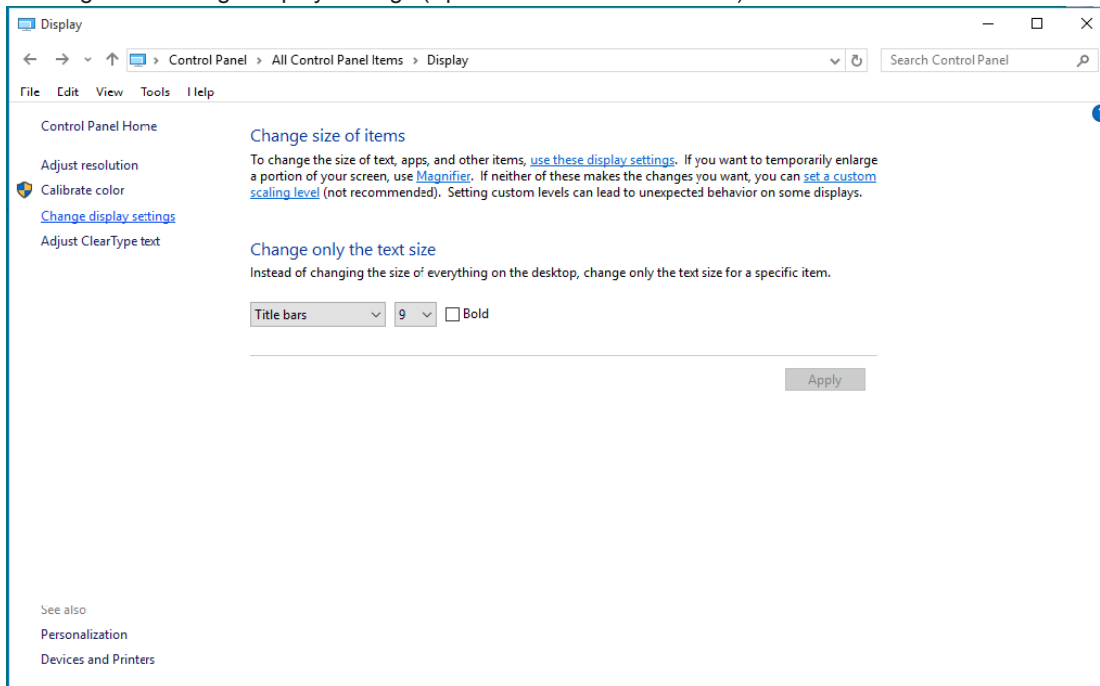 Display
Control Panel > All Control Panel Items > Display
Search Control Panel
File Edit View Tools Help
Control Panel Home
Adjust resolution
Calibrate color
Change display settings
Adjust ClearType text
Change size of items
To change the size of text, apps, and other items, use these display settings. If you want to temporarily enlarge
a portion of your screen, use Magnifier. If neither of these makes the changes you want, you can set a custom
scaling level (not recommended). Setting custom levels can lead to unexpected behavior on some displays.
Change only the text size
Instead of changing the size of everything on the desktop, change only the text size for a specific item.
Title bars 9 Bold
Apply
See also
Personalization
Devices and Printers